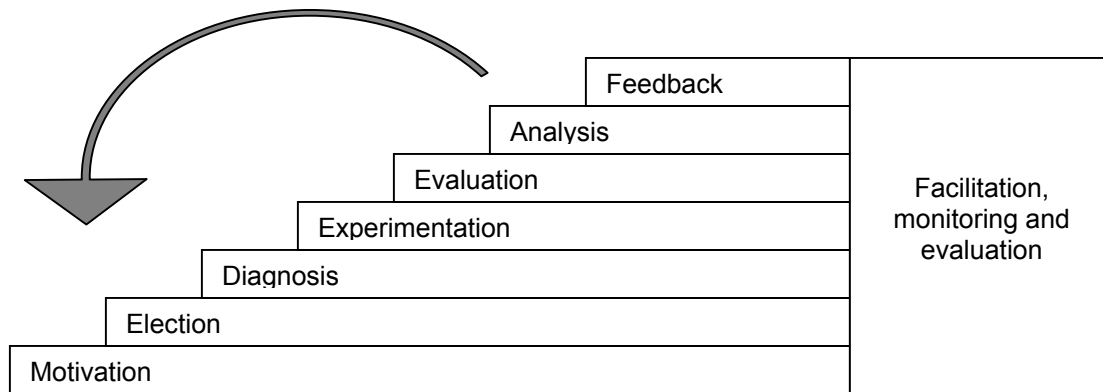 Feedback
Analysis
Evaluation
Experimentation
Diagnosis
Election
Motivation
Facilitation,
monitoring and
evaluation